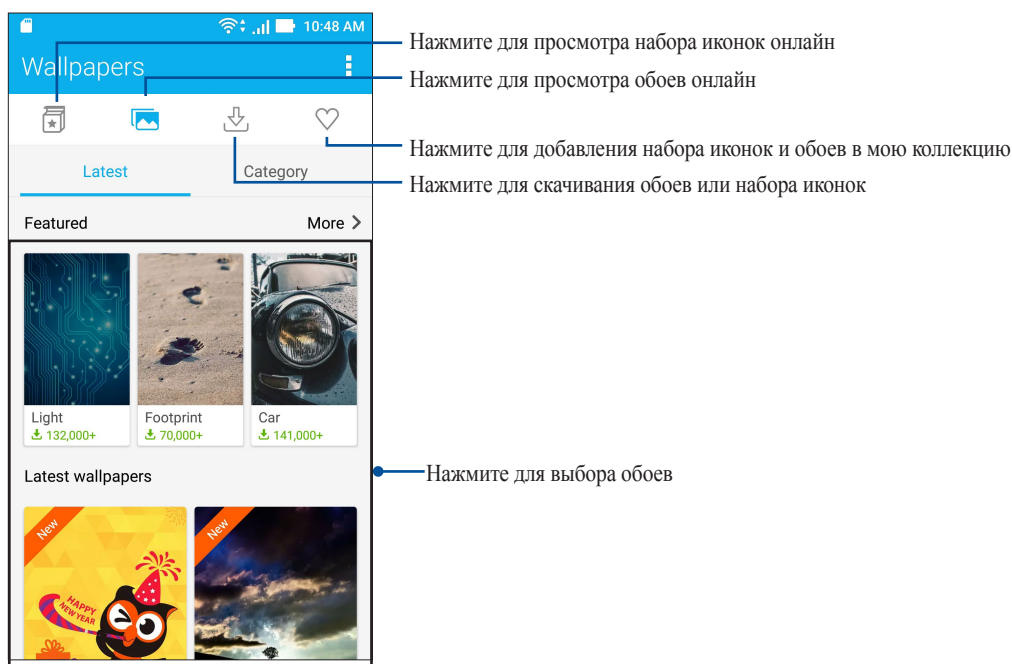 10:48 AM
Нажмите для просмотра набора иконок онлайн
Wallpapers
Нажмите для просмотра обоев онлайн
Нажмите для добавления набора иконок и обоев в мою коллекцию
Latest Category
Нажмите для скачивания обоев или набора иконок
Featured More
Light Footprint Car
132,000+ 70,000+ 141,000+
Latest wallpapers
Нажмите для выбора обоев
New New
HAPPY
NEW YEAR